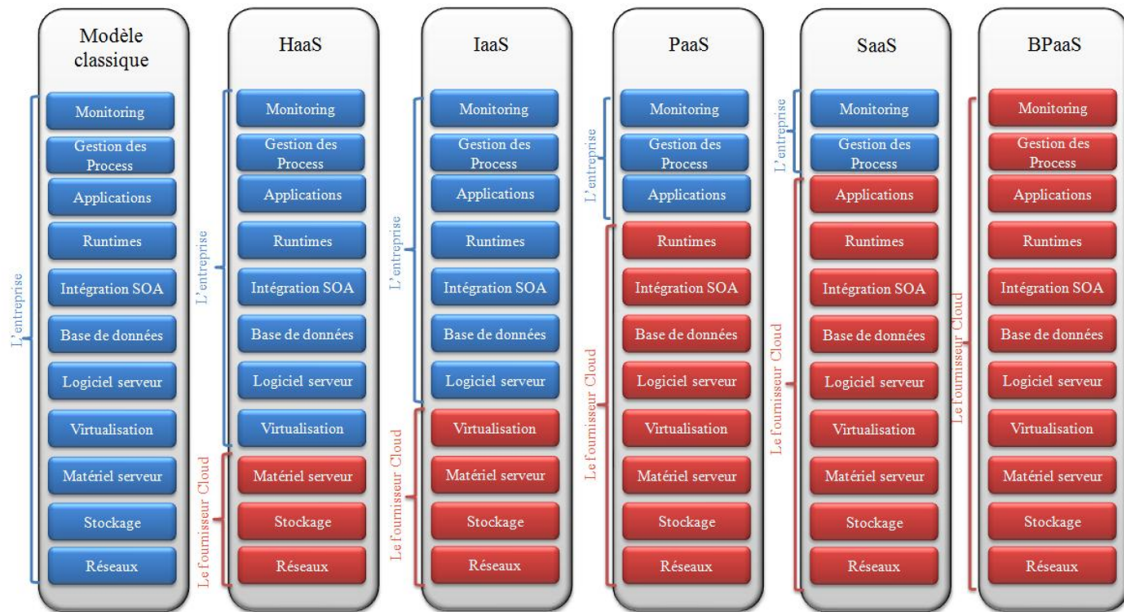 Modèle
classique
L'entreprise
Monitoring
Gestion des
Process
Applications
Runtimes
Intégration SOA
Base de données
Logiciel serveur
Virtualisation
Matériel serveur
Stockage
Réseaux
HaaS
L'entreprise
Le fournisseur Cloud
Monitoring
Gestion des
Process
Applications
Runtimes
Intégration SOA
Base de données
Logiciel serveur
Virtualisation
Matériel serveur
Stockage
Réseaux
IaaS
L'entreprise
Le fournisseur Cloud
Monitoring
Gestion des
Process
Applications
Runtimes
Intégration SOA
Base de données
Logiciel serveur
Virtualisation
Matériel serveur
Stockage
Réseaux
PaaS
L'entreprise
Le fournisseur Cloud
Monitoring
Gestion des
Process
Applications
Runtimes
Intégration SOA
Base de données
Logiciel serveur
Virtualisation
Matériel serveur
Stockage
Réseaux
SaaS
L'entreprise
Le fournisseur Cloud
Monitoring
Gestion des
Process
Applications
Runtimes
Intégration SOA
Base de données
Logiciel serveur
Virtualisation
Matériel serveur
Stockage
Réseaux
BPaaS
Le fournisseur Cloud
Monitoring
Gestion des
Process
Applications
Runtimes
Intégration SOA
Base de données
Logiciel serveur
Virtualisation
Matériel serveur
Stockage
Réseaux